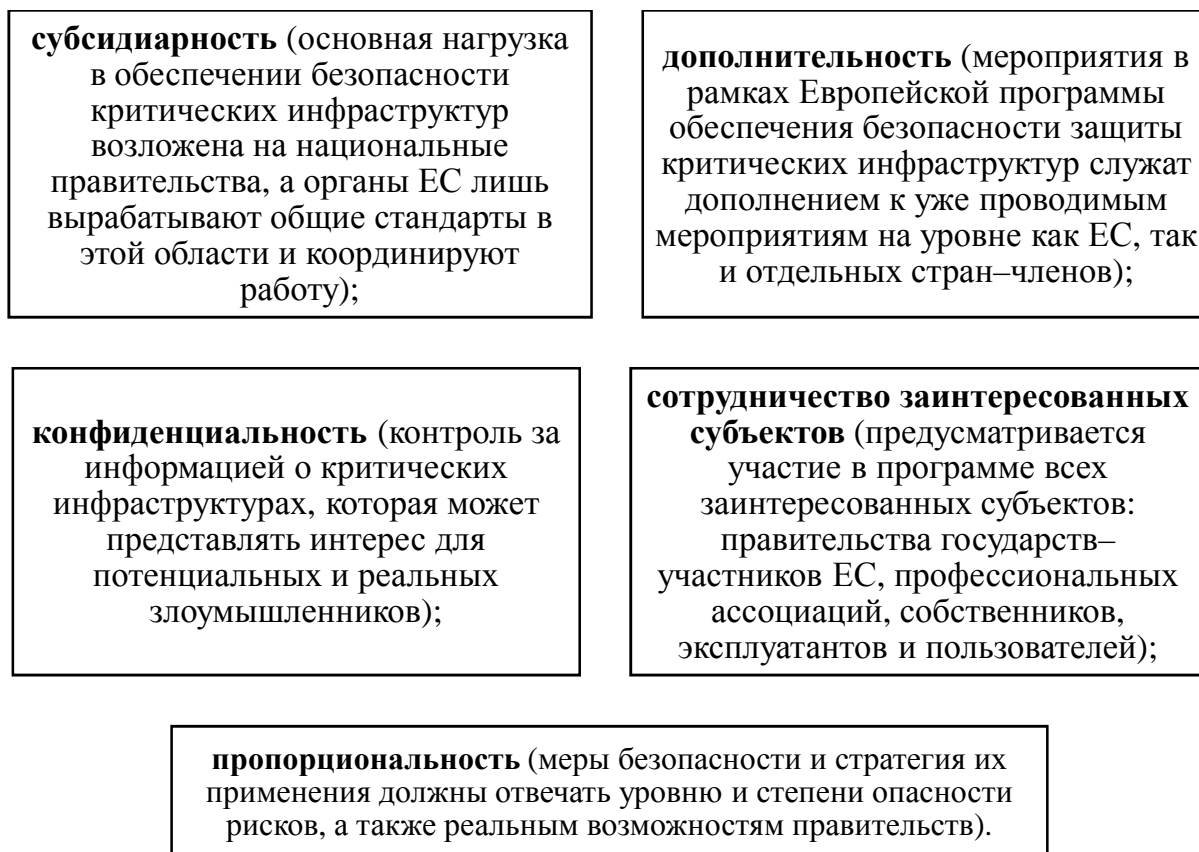 субсидиарность (основная нагрузка
в обеспечении безопасности
критических инфраструктур
возложена на национальные
правительства, а органы ЕС лишь
вырабатывают общие стандарты в
этой области и координируют
работу);
дополнительность (мероприятия в
рамках Европейской программы
обеспечения безопасности защиты
критических инфраструктур служат
дополнением к уже проводимым
мероприятиям на уровне как ЕС, так
и отдельных стран–членов);
конфиденциальность (контроль за
информацией о критических
инфраструктурах, которая может
представлять интерес для
потенциальных и реальных
злоумышленников);
сотрудничество заинтересованных
субъектов (предусматривается
участие в программе всех
заинтересованных субъектов:
правительства государств–
участников ЕС, профессиональных
ассоциаций, собственников,
эксплуатантов и пользователей);
пропорциональность (меры безопасности и стратегия их
применения должны отвечать уровню и степени опасности
рисков, а также реальным возможностям правительств).